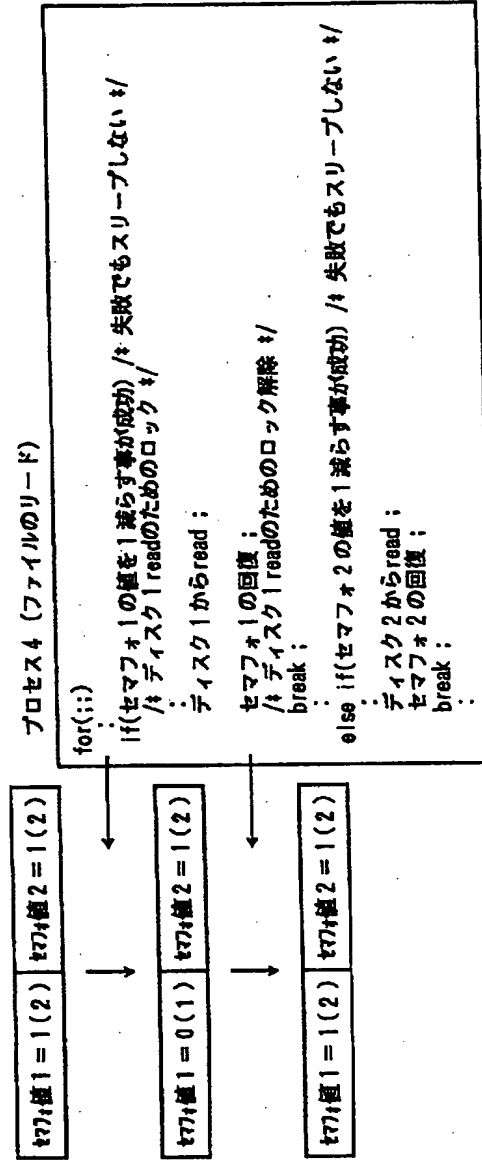 プロセス4 (ファイルのリード)
for(;;)
:
if(セマフォ1の値を1減らす事が成功) /* 失敗でもスリープしない */
/* ディスク1readのためのロック */
:
ディスク1からread ;
:
セマフォ1の回復 ;
/* ディスク1readのためのロック解除 */
break ;
:
else if(セマフォ2の値を1減らす事が成功) /* 失敗でもスリープしない */
:
ディスク2からread ;
セマフォ2の回復 ;
break ;
:
セマフォ値1=1(2) セマフォ値2=1(2)
セマフォ値1=0(1) セマフォ値2=1(2)
セマフォ値1=1(2) セマフォ値2=1(2)